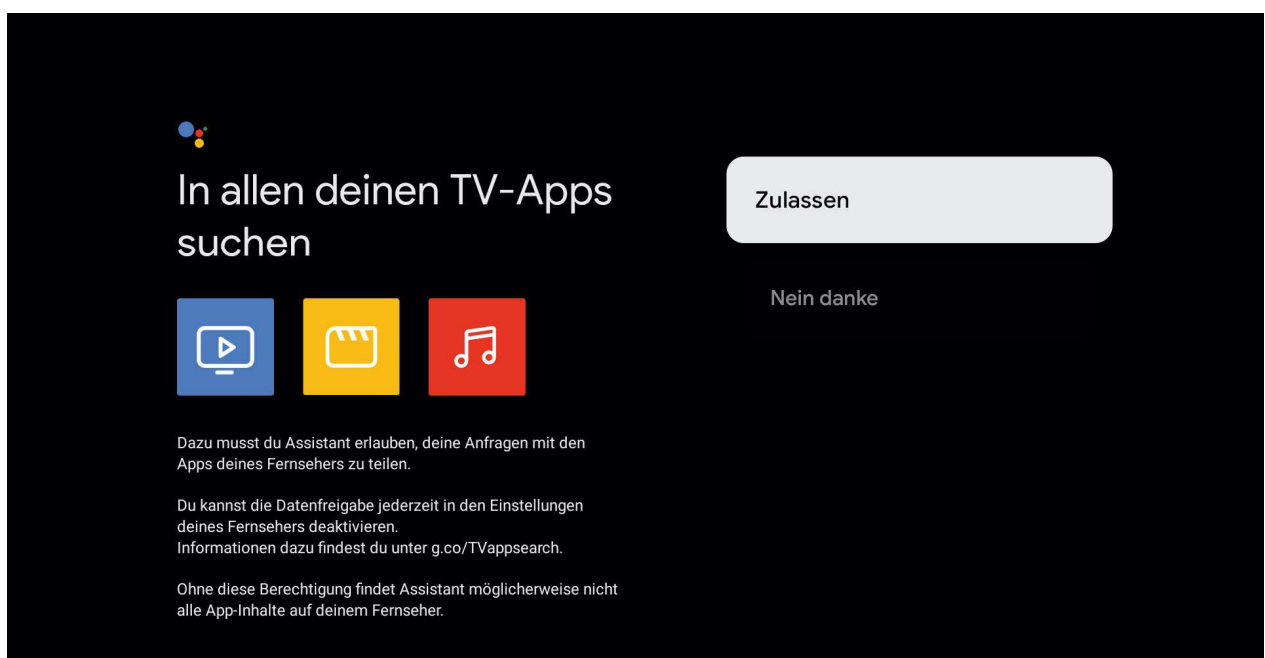 In allen deinen TV-Apps
suchen
Dazu musst du Assistant erlauben, deine Anfragen mit den
Apps deines Fernsehers zu teilen.
Du kannst die Datenfreigabe jederzeit in den Einstellungen
deines Fernsehers deaktivieren.
Informationen dazu findest du unter g.co/TVappsearch.
Ohne diese Berechtigung findet Assistant möglicherweise nicht
alle App-Inhalte auf deinem Fernseher.
Zulassen
Nein danke